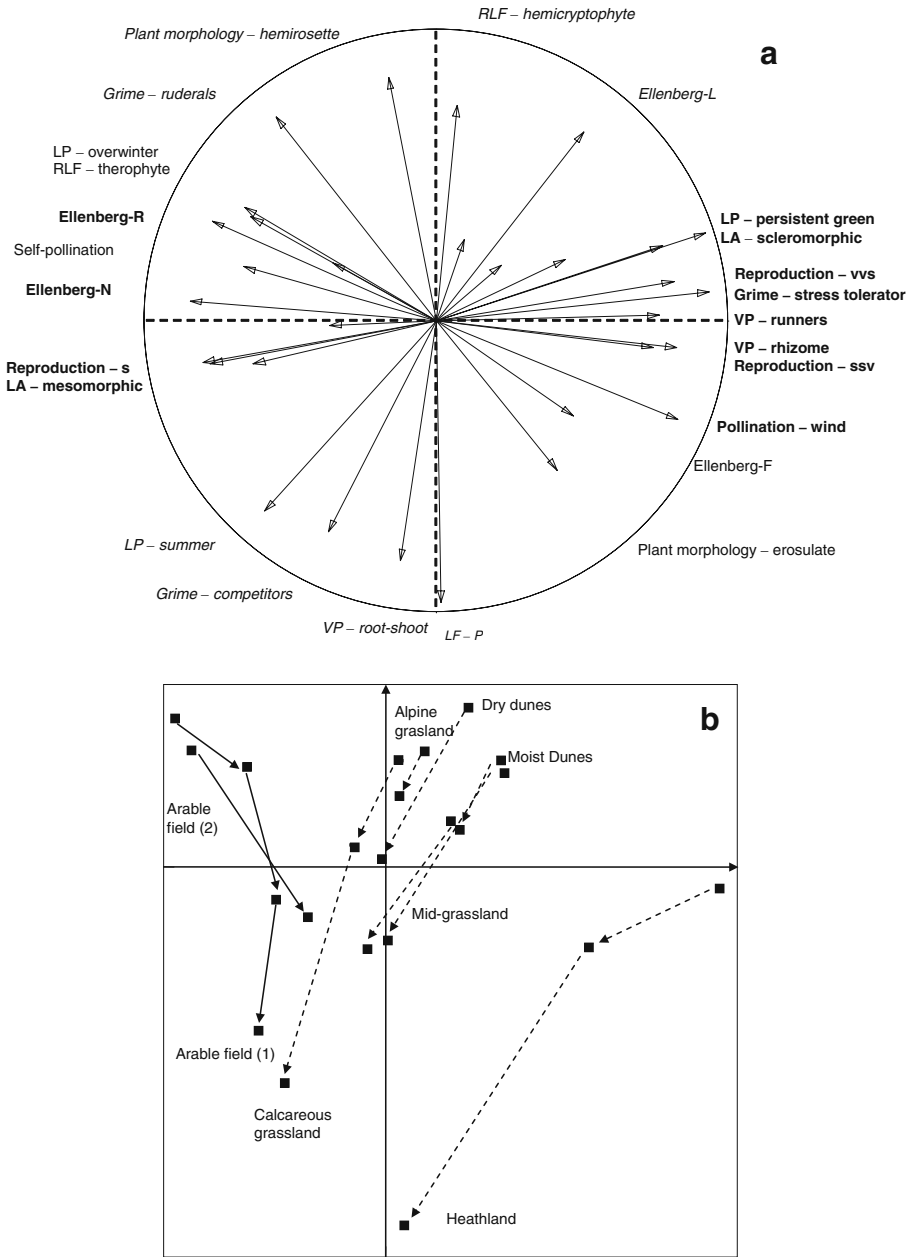 RLF – hemicryptophyte
Plant morphology – hemirosette
a
Grime – ruderals
Ellenberg-L
LP – overwinter
RLF – therophyte
Ellenberg-R
LP – persistent green
LA – scleromorphic
Self-pollination
Reproduction – vvs
Ellenberg-N
Grime – stress tolerator
VP – runners
VP – rhizome
Reproduction – s
Reproduction – ssv
LA – mesomorphic
Pollination – wind
Ellenberg-F
LP – summer
Plant morphology – erosulate
Grime – competitors
VP – root-shoot
LF – P
b
Dry dunes
Alpine
grasland
Moist Dunes
Arable
field (2)
Mid-grassland
Arable field (1)
Calcareous
grassland
Heathland